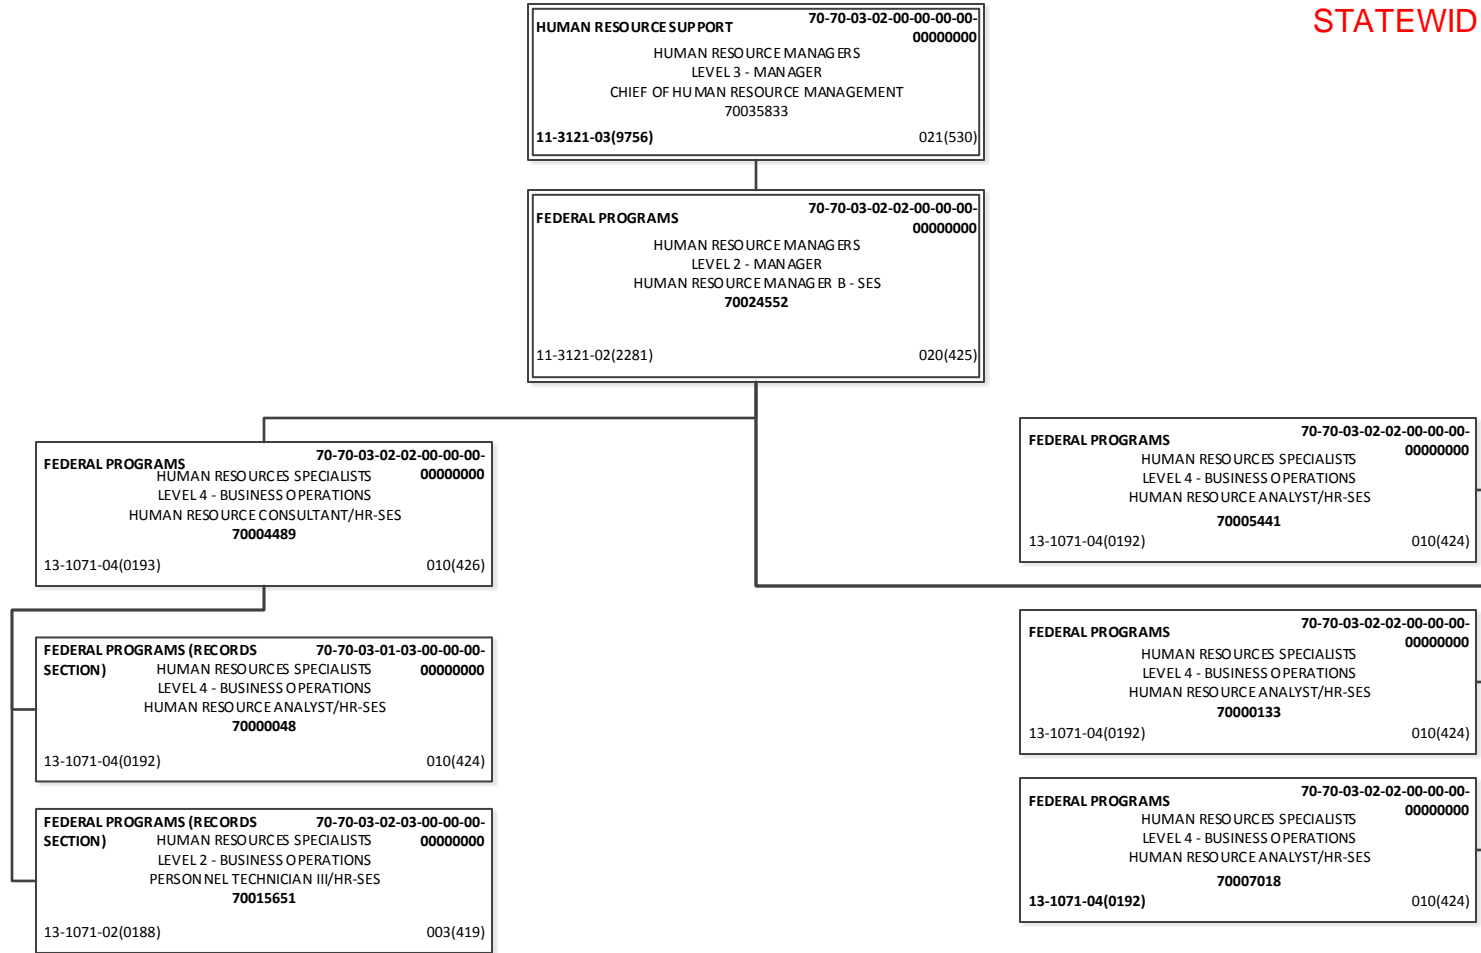 STATEWID
HUMAN RESOURCE SUPPORT 70-70-03-02-00-00-00-00-
00000000
HUMAN RESOURCE MANAGERS
LEVEL 3 - MANAGER
CHIEF OF HUMAN RESOURCE MANAGEMENT
70035833
11-3121-03(9756) 021(530)
FEDERAL PROGRAMS 70-70-03-02-02-00-00-00-
00000000
HUMAN RESOURCE MANAGERS
LEVEL 2 - MANAGER
HUMAN RESOURCE MANAGER B - SES
70024552
11-3121-02(2281) 020(425)
FEDERAL PROGRAMS 70-70-03-02-02-00-00-00-
HUMAN RESOURCES SPECIALISTS 00000000
LEVEL 4 - BUSINESS OPERATIONS
HUMAN RESOURCE CONSULTANT/HR-SES
70004489
13-1071-04(0193) 010(426)
FEDERAL PROGRAMS (RECORDS 70-70-03-01-03-00-00-00-
SECTION) HUMAN RESOURCES SPECIALISTS 00000000
LEVEL 4 - BUSINESS OPERATIONS
HUMAN RESOURCE ANALYST/HR-SES
70000048
13-1071-04(0192) 010(424)
FEDERAL PROGRAMS (RECORDS 70-70-03-02-03-00-00-00-
SECTION) HUMAN RESOURCES SPECIALISTS 00000000
LEVEL 2 - BUSINESS OPERATIONS
PERSONNEL TECHNICIAN III/HR-SES
70015651
13-1071-02(0188) 003(419)
FEDERAL PROGRAMS 70-70-03-02-02-00-00-00-
00000000
HUMAN RESOURCES SPECIALISTS
LEVEL 4 - BUSINESS OPERATIONS
HUMAN RESOURCE ANALYST/HR-SES
70005441
13-1071-04(0192) 010(424)
FEDERAL PROGRAMS 70-70-03-02-02-00-00-00-
00000000
HUMAN RESOURCES SPECIALISTS
LEVEL 4 - BUSINESS OPERATIONS
HUMAN RESOURCE ANALYST/HR-SES
70000133
13-1071-04(0192) 010(424)
FEDERAL PROGRAMS 70-70-03-02-02-00-00-00-
00000000
HUMAN RESOURCES SPECIALISTS
LEVEL 4 - BUSINESS OPERATIONS
HUMAN RESOURCE ANALYST/HR-SES
70007018
13-1071-04(0192) 010(424)